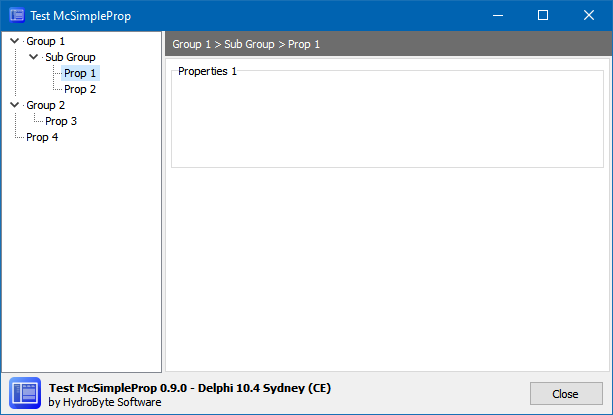 Test McSimpleProp
Group 1
Sub Group
Prop 1
Prop 2
Group 2
Prop 3
Prop 4
Group 1 > Sub Group > Prop 1
Properties 1
Test McSimpleProp 0.9.0 - Delphi 10.4 Sydney (CE)
by HydroByte Software
Close